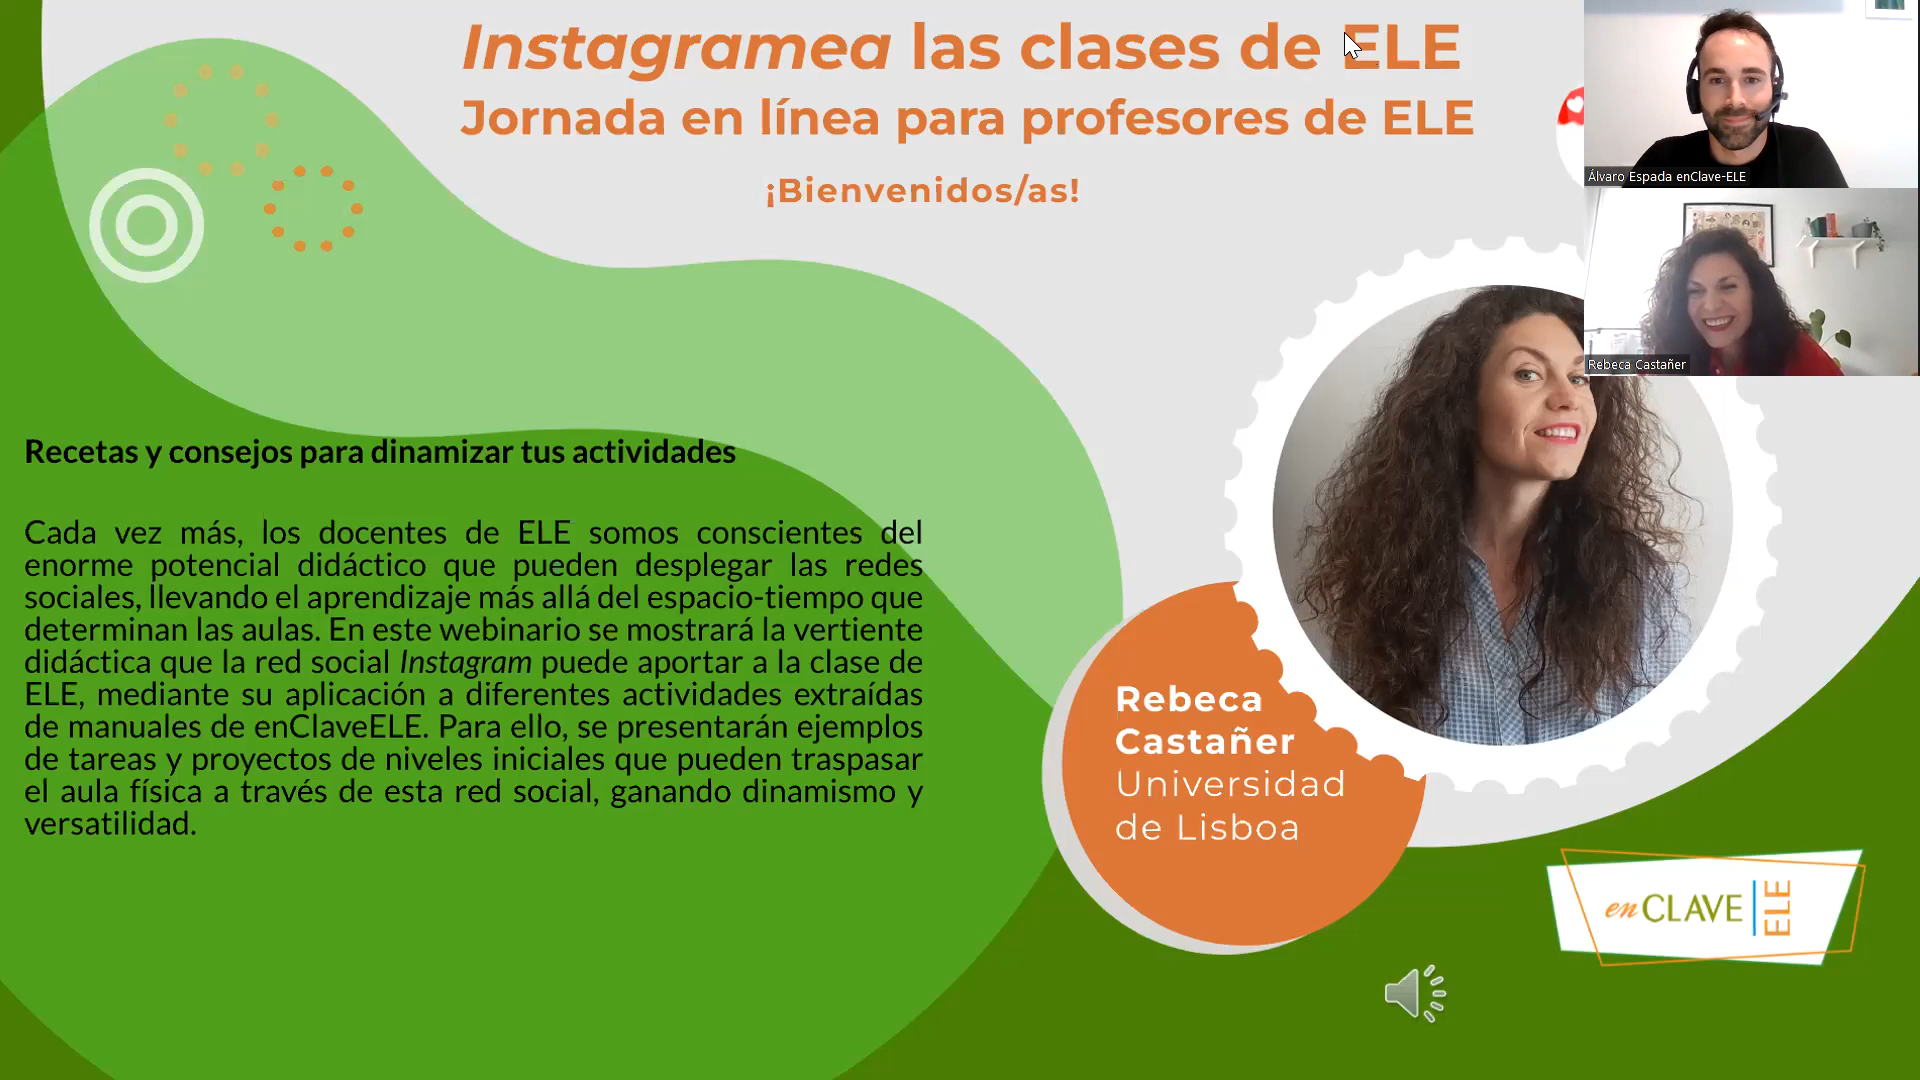 Instagramea las clases de ELE
Jornada en línea para profesores de ELE
¡Bienvenidos/as!
Álvaro Espada enClave-ELE
Rebeca Castañer
Recetas y consejos para dinamizar tus actividades
Cada vez más, los docentes de ELE somos conscientes del
enorme potencial didáctico que pueden desplegar las redes
sociales, llevando el aprendizaje más allá del espacio-tiempo que
determinan las aulas. En este webinario se mostrará la vertiente
didáctica que la red social Instagram puede aportar a la clase de
ELE, mediante su aplicación a diferentes actividades extraídas
de manuales de enClaveELE. Para ello, se presentarán ejemplos
de tareas y proyectos de niveles iniciales que pueden traspasar
el aula física a través de esta red social, ganando dinamismo y
versatilidad.
Rebeca
Castañer
Universidad
de Lisboa
en CLAVE ELE